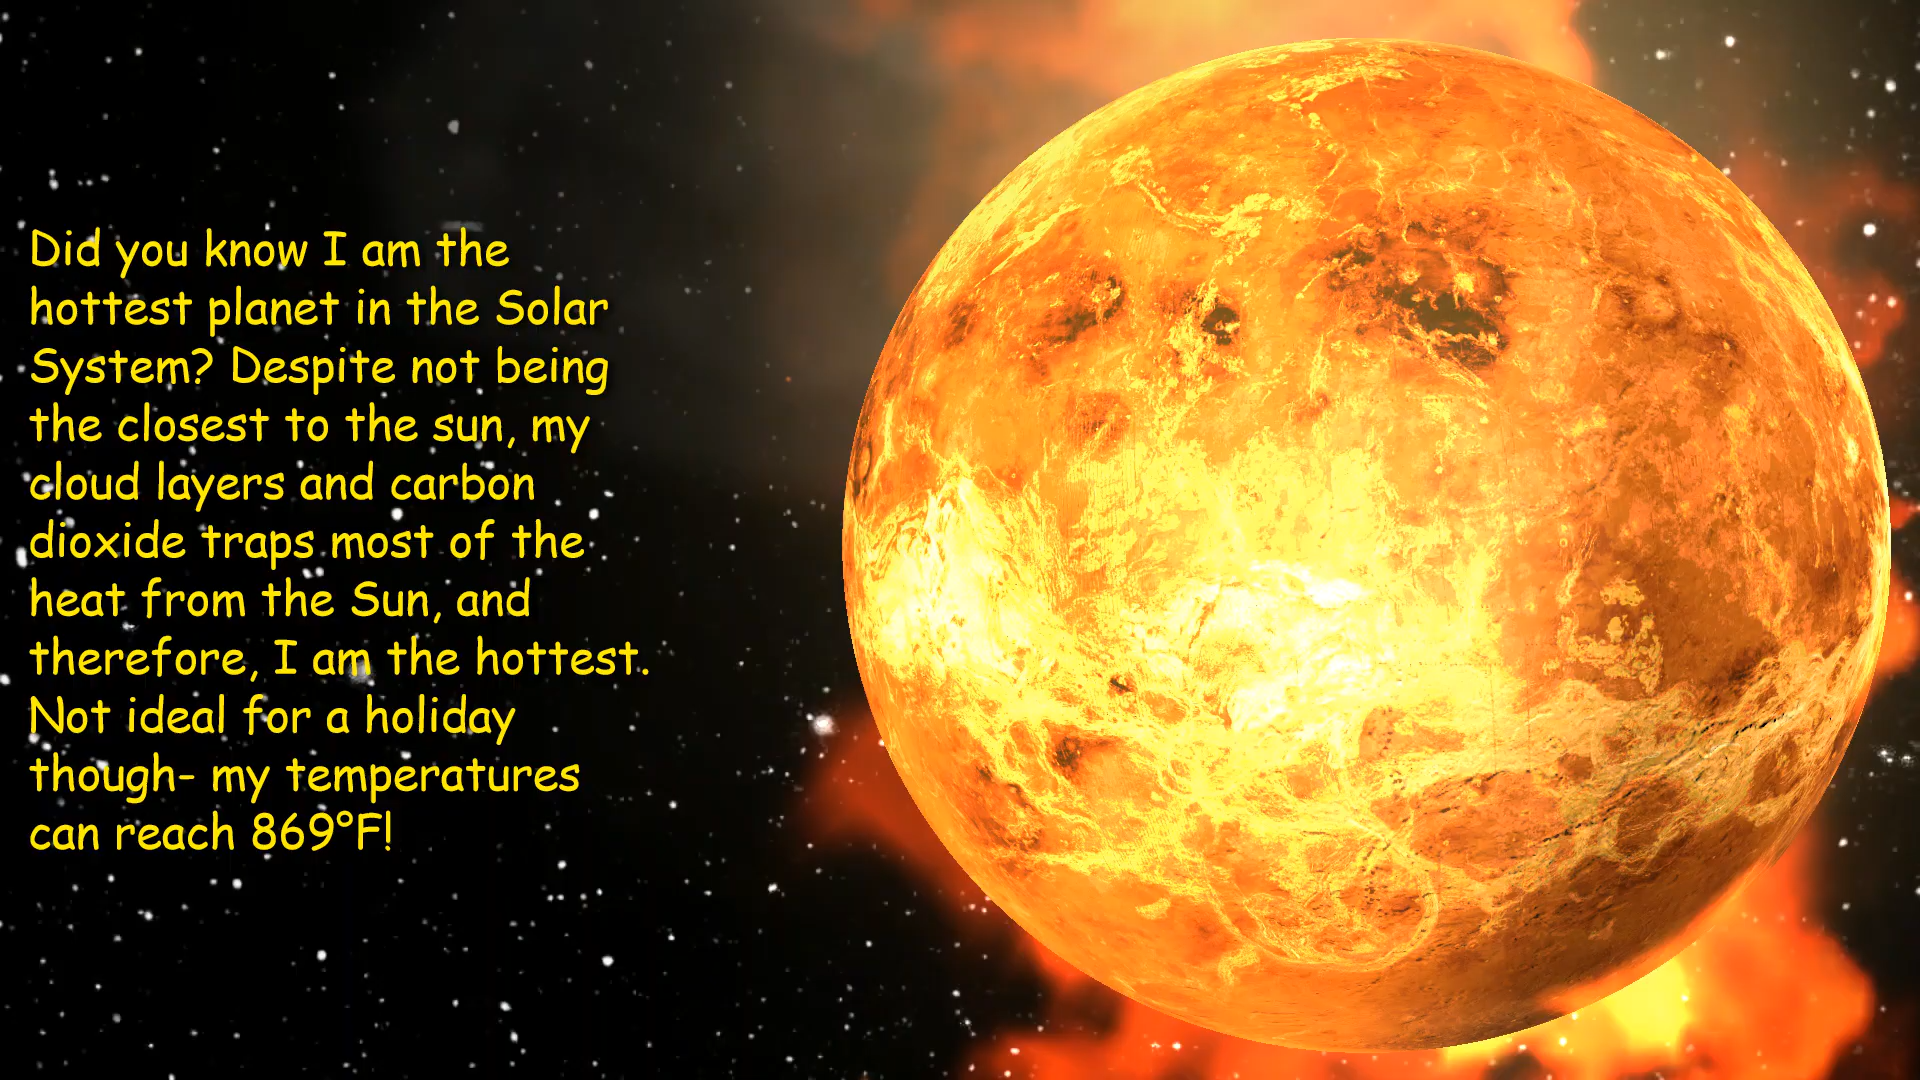 Did you know I am the
hottest planet in the Solar
System? Despite not being
the closest to the sun, my
cloud layers and carbon
dioxide traps most of the
heat from the Sun, and
therefore, I am the hottest.
Not ideal for a holiday
though- my temperatures
can reach 869°F!